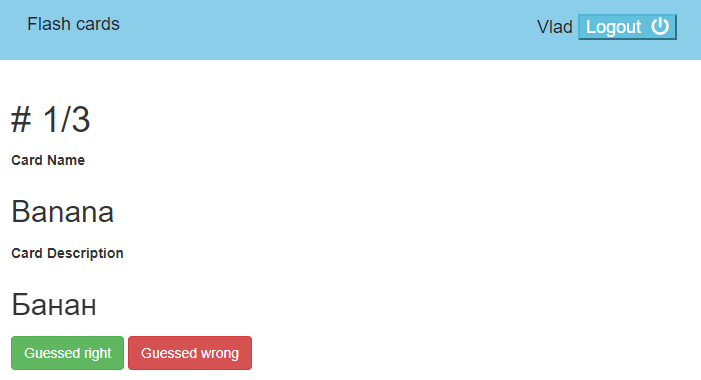 Flash cards
Vlad Logout
# 1/3
Card Name
Banana
Card Description
Банан
Guessed right Guessed wrong